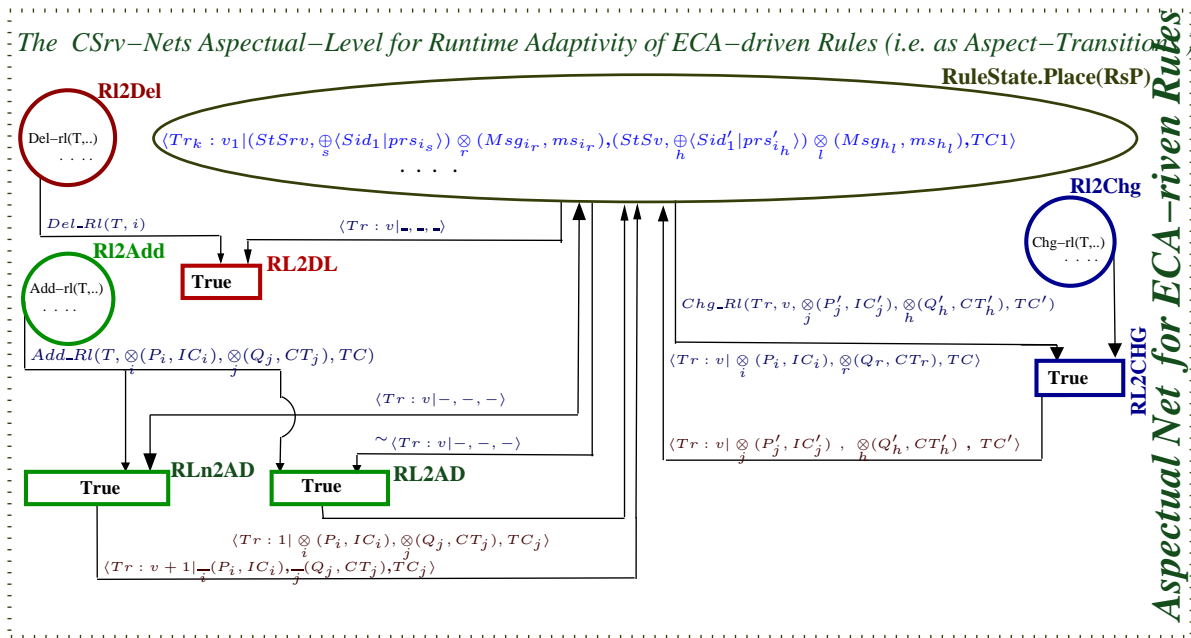 The CSrv−Nets Aspectual−Level for Runtime Adaptivity of ECA−driven Rules (i.e. as Aspect−Transition
Aspectual Net for ECA−riven Rules
RuleState.Place(RsP)
Rl2Del
Del−rl(T,..)
. . . .
⟨Tr_k : v_1|(StSrv, ⊕_s⟨Sid_1|prs_{i_s}⟩) ⊗_r (Msg_{i_r}, ms_{i_r}),(StSv, ⊕_h⟨Sid'_1|prs'_{i_h}⟩) ⊗_l (Msg_{h_l}, ms_{h_l}),TC1⟩
. . . .
Rl2Chg
Chg−rl(T,..)
. . . .
Del_Rl(T, i)
⟨Tr : v|_, _, _⟩
Rl2Add
Add−rl(T,..)
. . . .
RL2DL
True
Chg_Rl(Tr, v, ⊗_j(P'_j, IC'_j), ⊗_h(Q'_h, CT'_h), TC')
Add_Rl(T, ⊗_i(P_i, IC_i), ⊗_j(Q_j, CT_j), TC)
⟨Tr : v| ⊗_i (P_i, IC_i), ⊗_r(Q_r, CT_r), TC⟩
True
RL2CHG
⟨Tr : v|−, −, −⟩
∼⟨Tr : v|−, −, −⟩
⟨Tr : v| ⊗_j (P'_j, IC'_j) , ⊗_h(Q'_h, CT'_h) , TC'⟩
RLn2AD
True
RL2AD
True
⟨Tr : 1| ⊗_i (P_i, IC_i), ⊗_j(Q_j, CT_j), TC_j⟩
⟨Tr : v + 1|_i(P_i, IC_i),_j(Q_j, CT_j),TC_j⟩